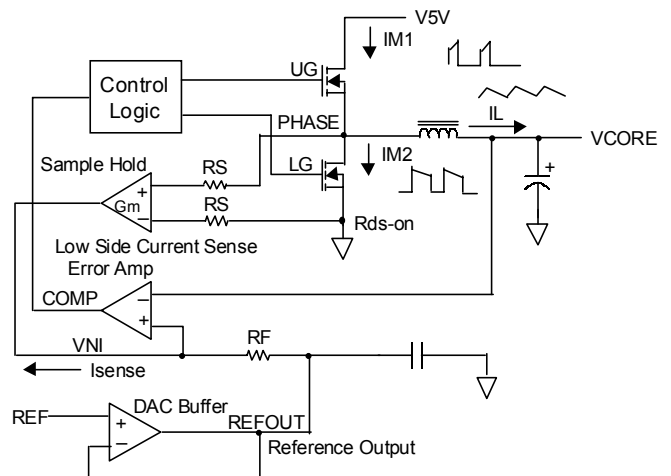 V5V
IM1
Control
Logic
UG
PHASE
IL
VCORE
Sample Hold
RS
LG
IM2
+
+
Gm
−
RS
Rds-on
Low Side Current Sense
Error Amp
COMP
−
+
VNI
RF
Isense
DAC Buffer
REF
+
−
REFOUT
Reference Output